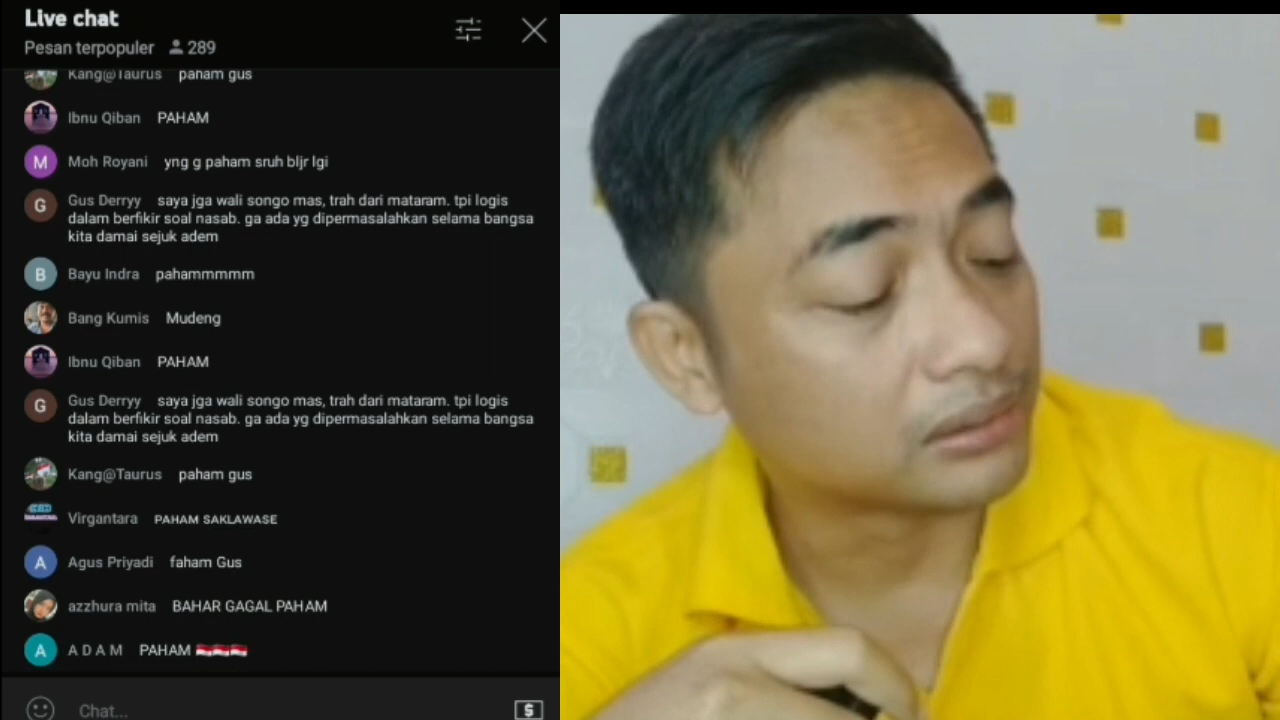 Live chat
Pesan terpopuler 289
Kang@Taurus paham gus
Ibnu Qiban PAHAM
M Moh Royani yng g paham sruh bljr lgi
G Gus Derryy saya jga wali songo mas, trah dari mataram. tpi logis
dalam berfikir soal nasab. ga ada yg dipermasalahkan selama bangsa
kita damai sejuk adem
B Bayu Indra pahammmmm
Bang Kumis Mudeng
Ibnu Qiban PAHAM
G Gus Derryy saya jga wali songo mas, trah dari mataram. tpi logis
dalam berfikir soal nasab. ga ada yg dipermasalahkan selama bangsa
kita damai sejuk adem
Kang@Taurus paham gus
Virgantara ᴘᴀʜᴀᴍ sᴀᴋʟᴀᴡᴀsᴇ
A Agus Priyadi faham Gus
azzhura mita BAHAR GAGAL PAHAM
A A D A M PAHAM 🇮🇩🇮🇩🇮🇩
Chat... $